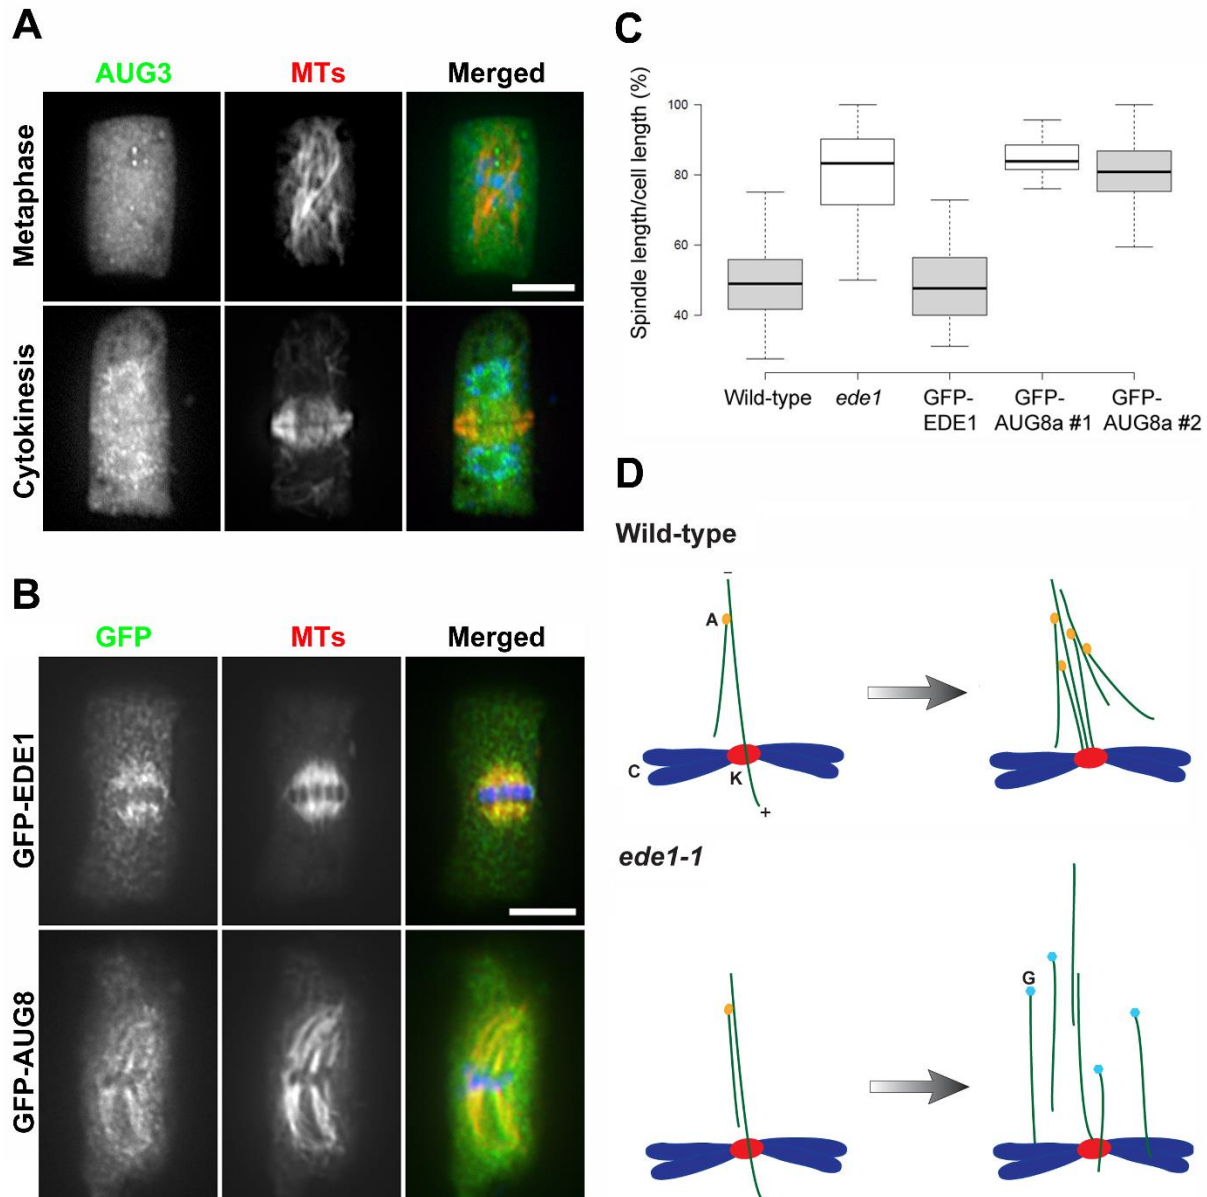 A
AUG3 MTs Merged
Metaphase
Cytokinesis
B
GFP MTs Merged
GFP-EDE1
GFP-AUG8
C
Spindle length/cell length (%)
100
80
60
40
Wild-type ede1 GFP- GFP- GFP-
EDE1 AUG8a #1 AUG8a #2
D
Wild-type
−
A
C
K
+
ede1-1
G